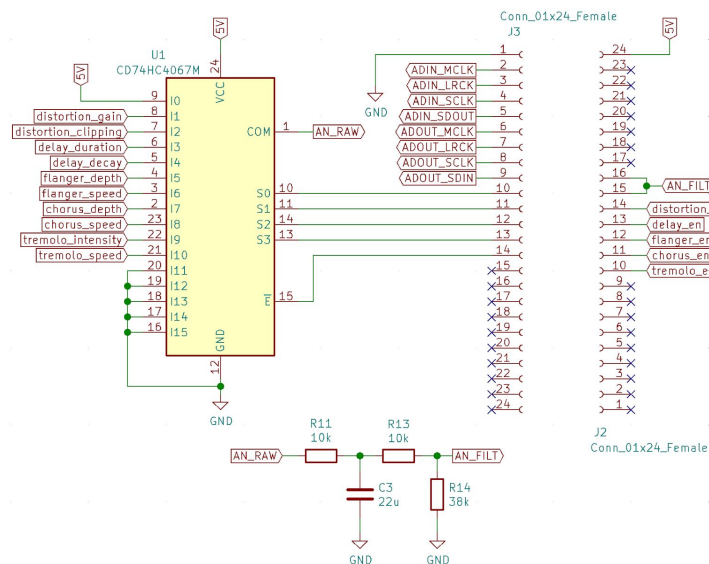 Conn_01x24_Female
J3
5V
5V
5V
U1
CD74HC4067M
24
VCC
9 I0
distortion_gain 8 I1
distortion_clipping 7 I2
delay_duration 6 I3
delay_decay 5 I4
flanger_depth 4 I5
flanger_speed 3 I6
chorus_depth 2 I7
chorus_speed 23 I8
tremolo_intensity 22 I9
tremolo_speed 21 I10
20 I11
19 I12
18 I13
17 I14
16 I15
COM 1 AN_RAW
S0 10
S1 11
S2 14
S3 13
E 15
GND
12
GND
GND
1
ADIN_MCLK 2
ADIN_LRCK 3
ADIN_SCLK 4
ADIN_SDOUT 5
ADOUT_MCLK 6
ADOUT_LRCK 7
ADOUT_SCLK 8
ADOUT_SDIN 9
10
11
12
13
14
15
16
17
18
19
20
21
22
23
24
24
23
22
21
20
19
18
17
16
15 AN_FILT
14 distortion_
13 delay_en
12 flanger_en
11 chorus_en
10 tremolo_e
9
8
7
6
5
4
3
2
1
J2
Conn_01x24_Female
R11
10k
R13
10k
AN_RAW
AN_FILT
C3
22u
R14
38k
GND
GND